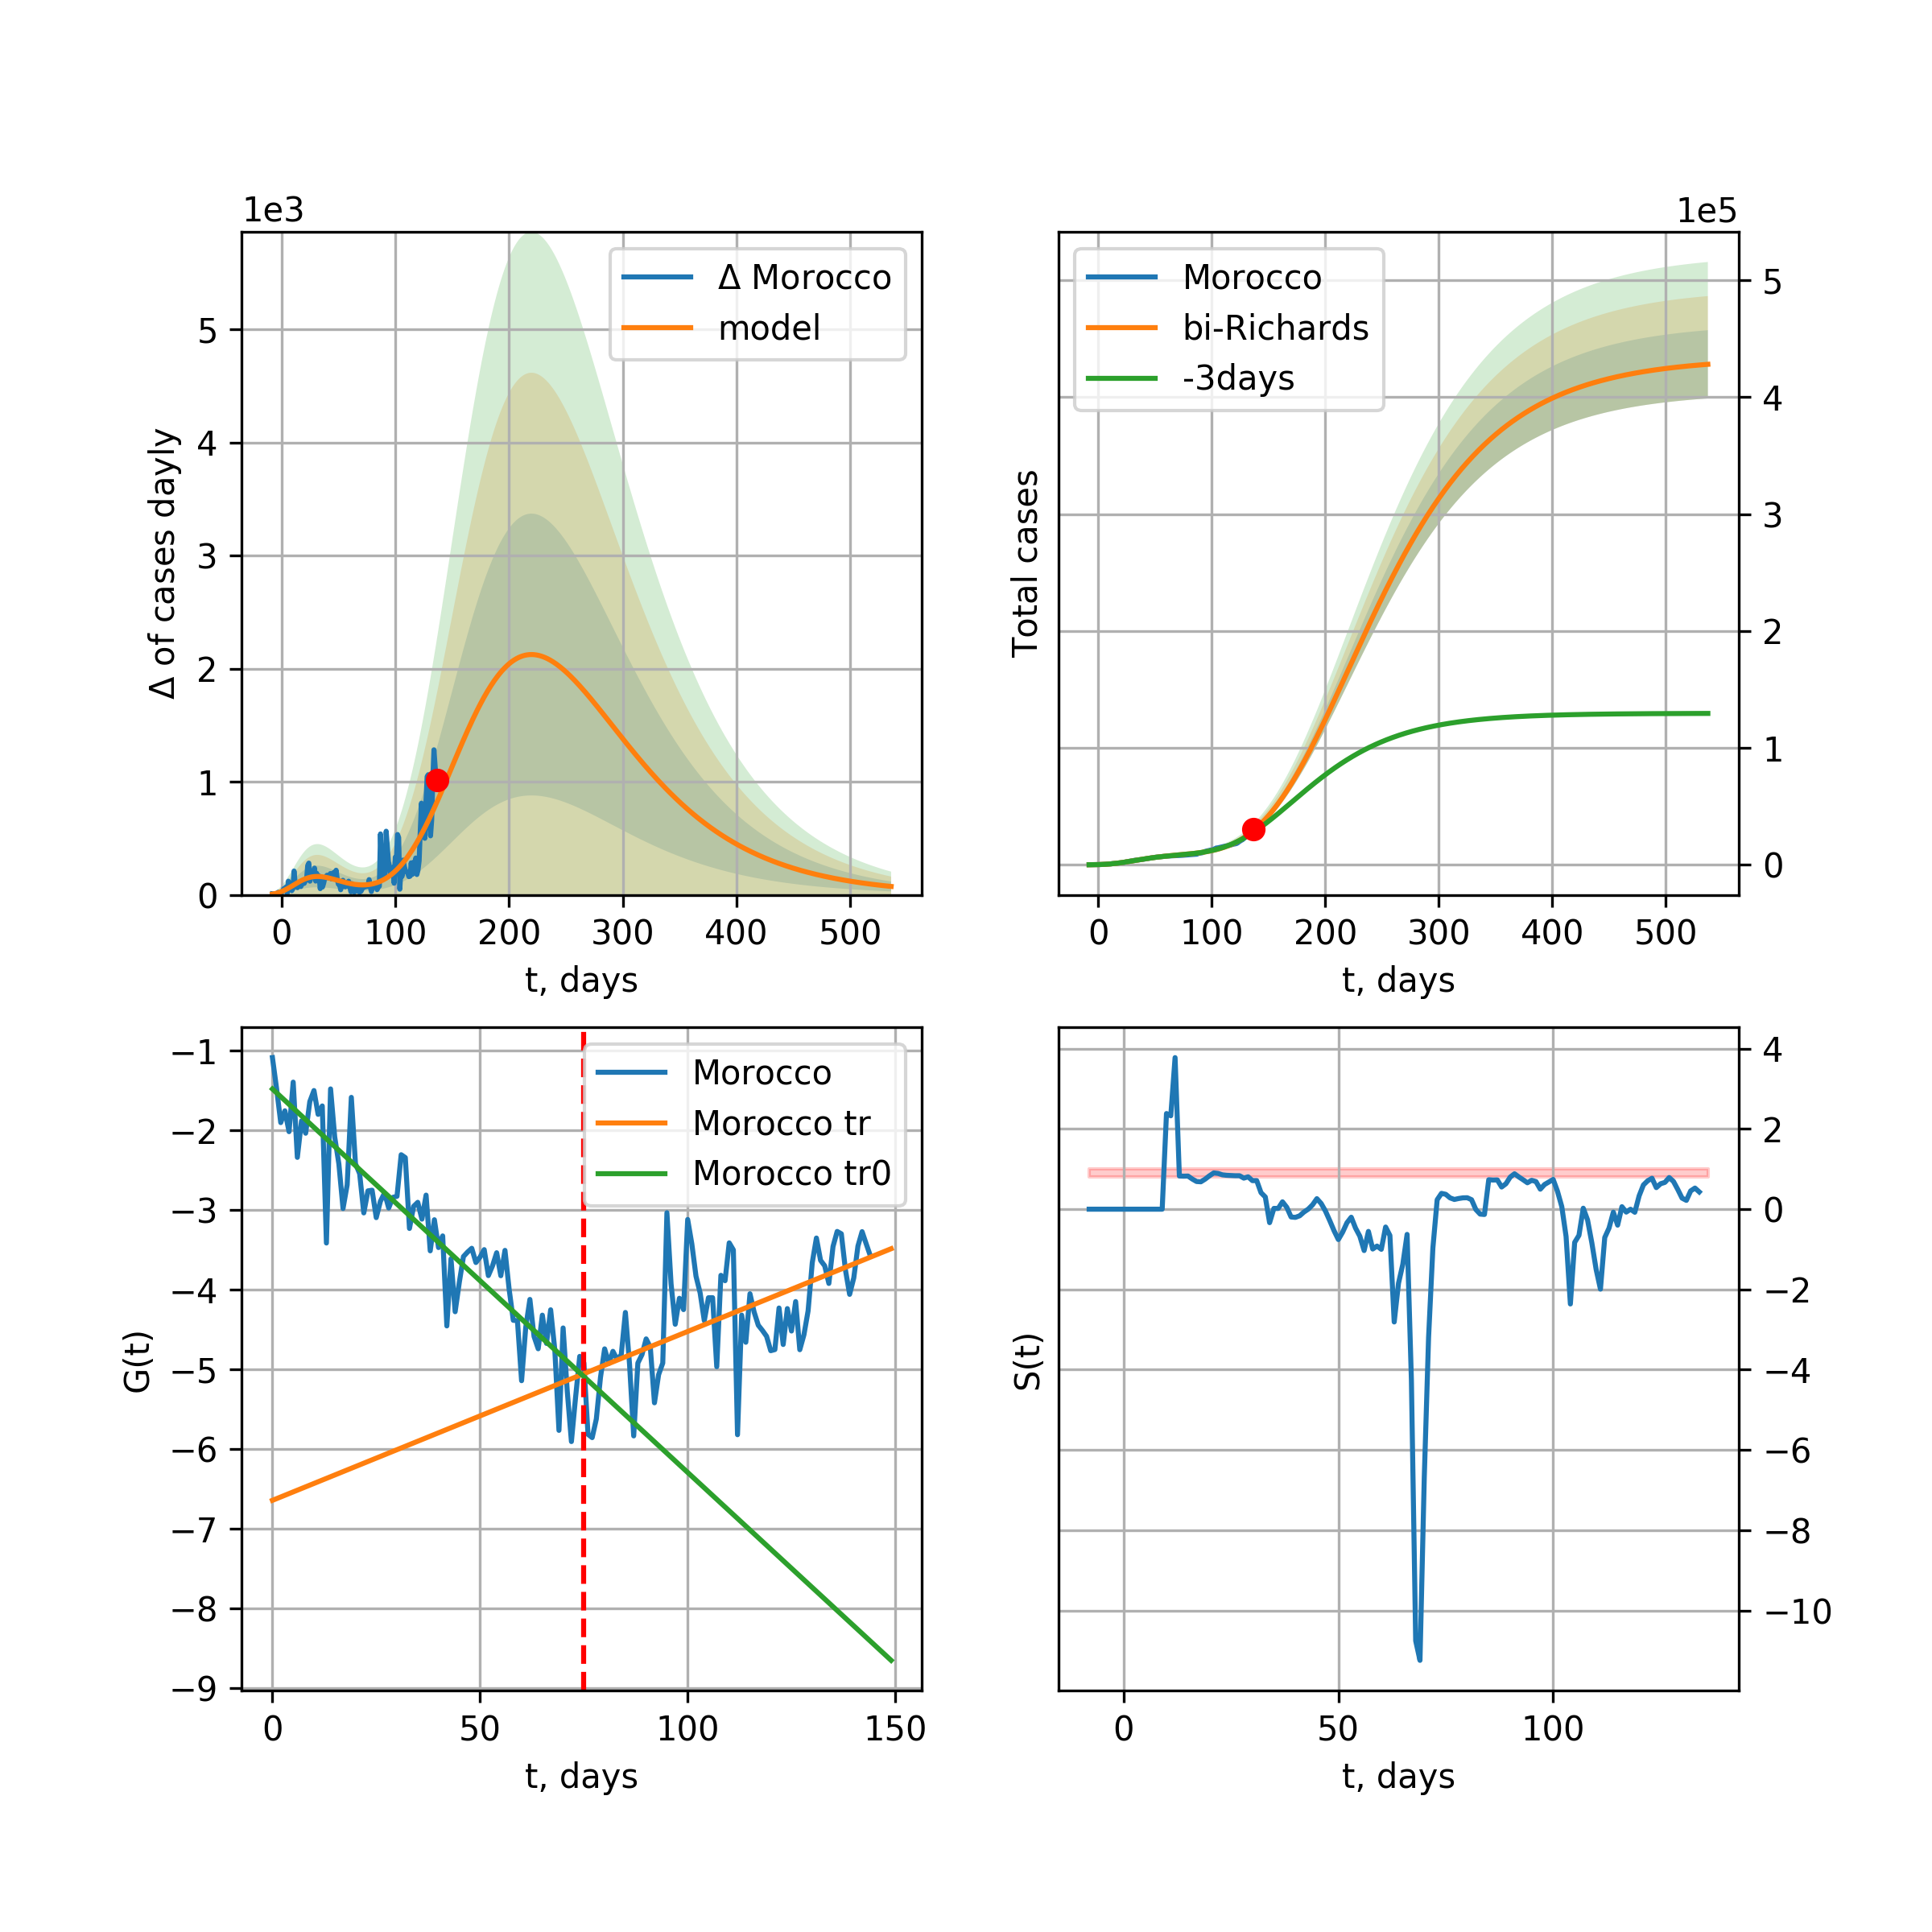 1e3
Δ of cases dayly
5
4
3
2
1
0
Δ Morocco
model
0 100 200 300 400 500
t, days
1e5
Total cases
Morocco
bi-Richards
-3days
5
4
3
2
1
0
0 100 200 300 400 500
t, days
G(t)
−1
−2
−3
−4
−5
−6
−7
−8
−9
Morocco
Morocco tr
Morocco tr0
0 50 100 150
t, days
S(t)
4
2
0
−2
−4
−6
−8
−10
0 50 100
t, days